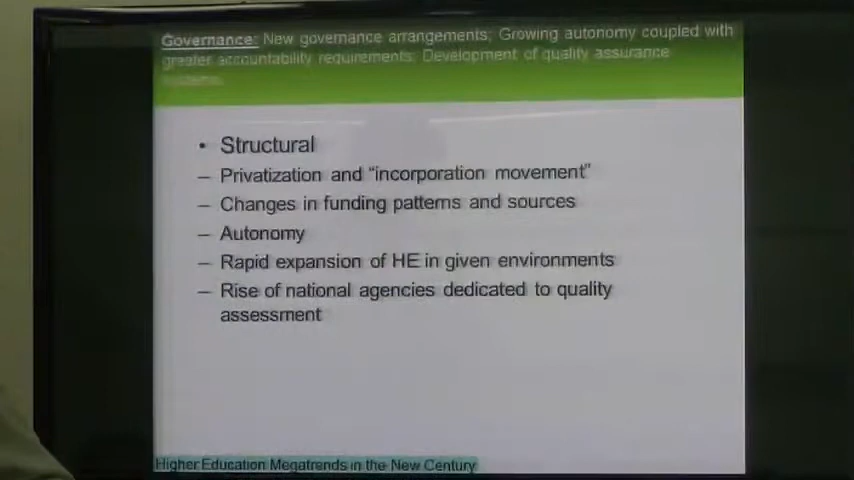 Governance: New governance arrangements; Growing autonomy coupled with
greater accountability requirements; Development of quality assurance
systems
• Structural
– Privatization and “incorporation movement”
– Changes in funding patterns and sources
– Autonomy
– Rapid expansion of HE in given environments
– Rise of national agencies dedicated to quality
assessment
Higher Education Megatrends in the New Century